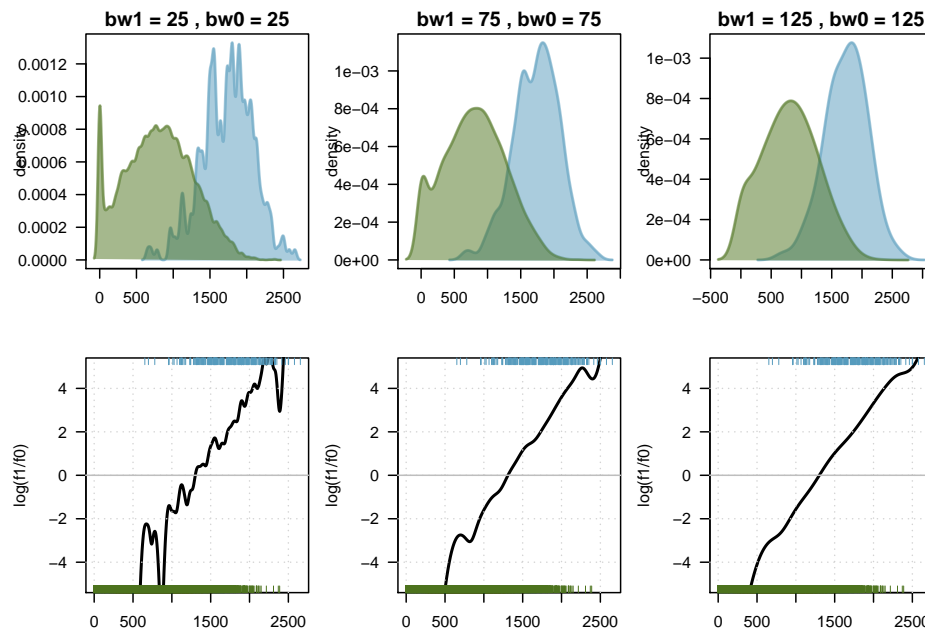 bw1 = 25 , bw0 = 25
density
0.0012
0.0010
0.0008
0.0006
0.0004
0.0002
0.0000
0 500 1500 2500
bw1 = 75 , bw0 = 75
density
1e−03
8e−04
6e−04
4e−04
2e−04
0e+00
0 500 1500 2500
bw1 = 125 , bw0 = 125
density
1e−03
8e−04
6e−04
4e−04
2e−04
0e+00
−500 500 1500 2500
log(f1/f0)
4
2
0
−2
−4
0 500 1500 2500
log(f1/f0)
4
2
0
−2
−4
0 500 1500 2500
log(f1/f0)
4
2
0
−2
−4
0 500 1500 2500